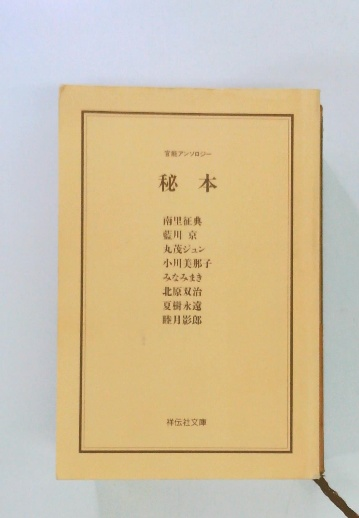 官能アンソロジー
秘本
南里征典
藍川京
丸茂ジュン
小川美那子
みなみまき
北原双治
夏樹永遠
睦月影郎
祥伝社文庫